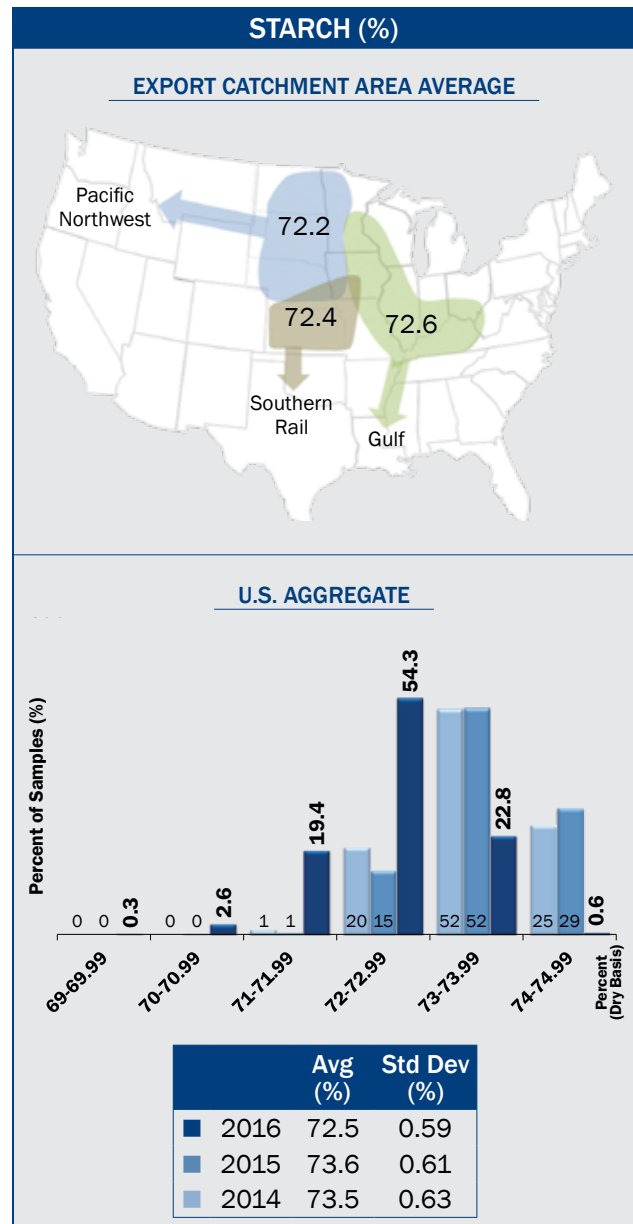 STARCH (%)
EXPORT CATCHMENT AREA AVERAGE
Pacific
Northwest
72.2
72.4
72.6
Southern
Rail
Gulf
U.S. AGGREGATE
Percent of Samples (%)
0 0 0.3
0 0 2.6
1 1 19.4
20 15 54.3
52 52 22.8
25 29 0.6
69-69.99
70-70.99
71-71.99
72-72.99
73-73.99
74-74.99
Percent
(Dry Basis)
Avg Std Dev
(%) (%)
2016 72.5 0.59
2015 73.6 0.61
2014 73.5 0.63